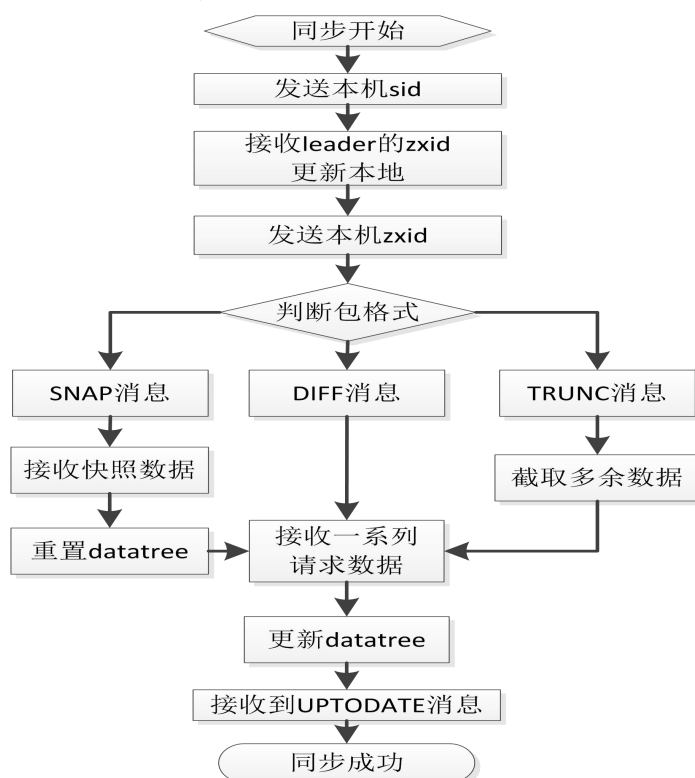 同步开始
发送本机sid
接收leader的zxid
更新本地
发送本机zxid
判断包格式
SNAP消息
DIFF消息
TRUNC消息
接收快照数据
截取多余数据
重置datatree
接收一系列
请求数据
更新datatree
接收到UPTODATE消息
同步成功